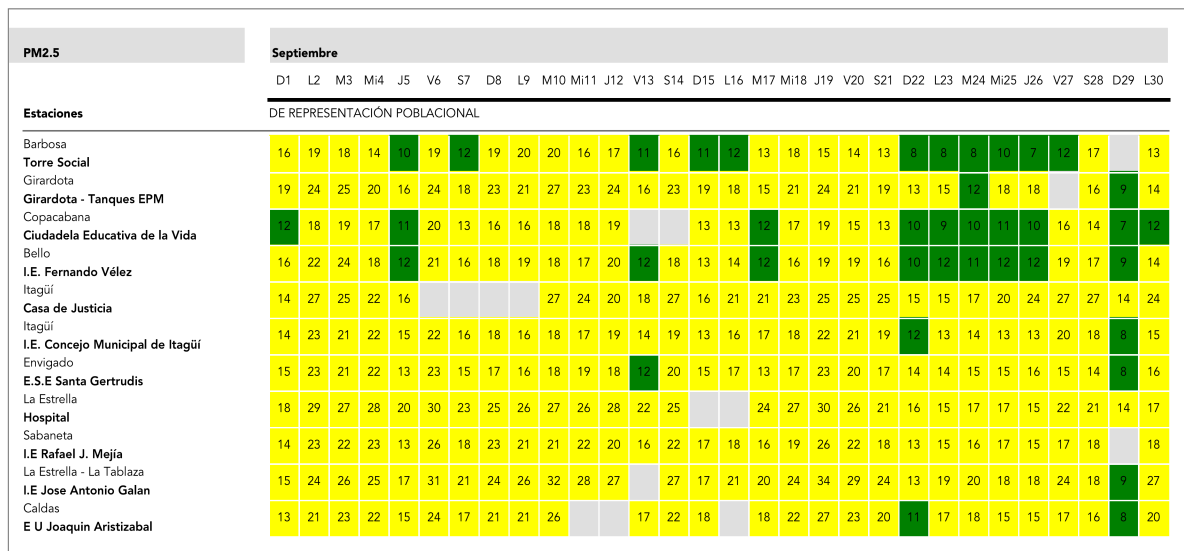 PM2.5 Septiembre
D1 L2 M3 Mi4 J5 V6 S7 D8 L9 M10 Mi11 J12 V13 S14 D15 L16 M17 Mi18 J19 V20 S21 D22 L23 M24 Mi25 J26 V27 S28 D29 L30
Estaciones DE REPRESENTACIÓN POBLACIONAL
Barbosa
Torre Social 16 19 18 14 10 19 12 19 20 20 16 17 11 16 11 12 13 18 15 14 13 8 8 8 10 7 12 17 13
Girardota
Girardota - Tanques EPM 19 24 25 20 16 24 18 23 21 27 23 24 16 23 19 18 15 21 24 21 19 13 15 12 18 18 16 9 14
Copacabana
Ciudadela Educativa de la Vida 12 18 19 17 11 20 13 16 16 18 18 19 13 13 12 17 19 15 13 10 9 10 11 10 16 14 7 12
Bello
I.E. Fernando Vélez 16 22 24 18 12 21 16 18 19 18 17 20 12 18 13 14 12 16 19 19 16 10 12 11 12 12 19 17 9 14
Itagüí
Casa de Justicia 14 27 25 22 16 27 24 20 18 27 16 21 21 23 25 25 25 15 15 17 20 24 27 27 14 24
Itagüí
I.E. Concejo Municipal de Itagüí 14 23 21 22 15 22 16 18 16 18 17 19 14 19 13 16 17 18 22 21 19 12 13 14 13 13 20 18 8 15
Envigado
E.S.E Santa Gertrudis 15 23 21 22 13 23 15 17 16 18 19 18 12 20 15 17 13 17 23 20 17 14 14 15 15 16 17 15 14 8 16
La Estrella
Hospital 18 29 27 28 20 30 23 25 26 27 26 28 22 25 24 27 30 26 21 16 15 17 17 15 22 21 14 17
Sabaneta
I.E Rafael J. Mejía 14 23 22 23 13 26 18 23 21 21 22 20 16 22 17 18 16 19 26 22 18 13 15 16 17 15 17 18 18
La Estrella - La Tablaza
I.E Jose Antonio Galan 15 24 26 25 17 31 21 24 26 32 28 27 27 17 21 20 24 34 29 24 13 19 20 18 18 24 18 9 27
Caldas
E U Joaquin Aristizabal 13 21 23 22 15 24 17 21 21 26 17 22 18 18 22 27 23 20 11 17 18 15 15 17 16 8 20